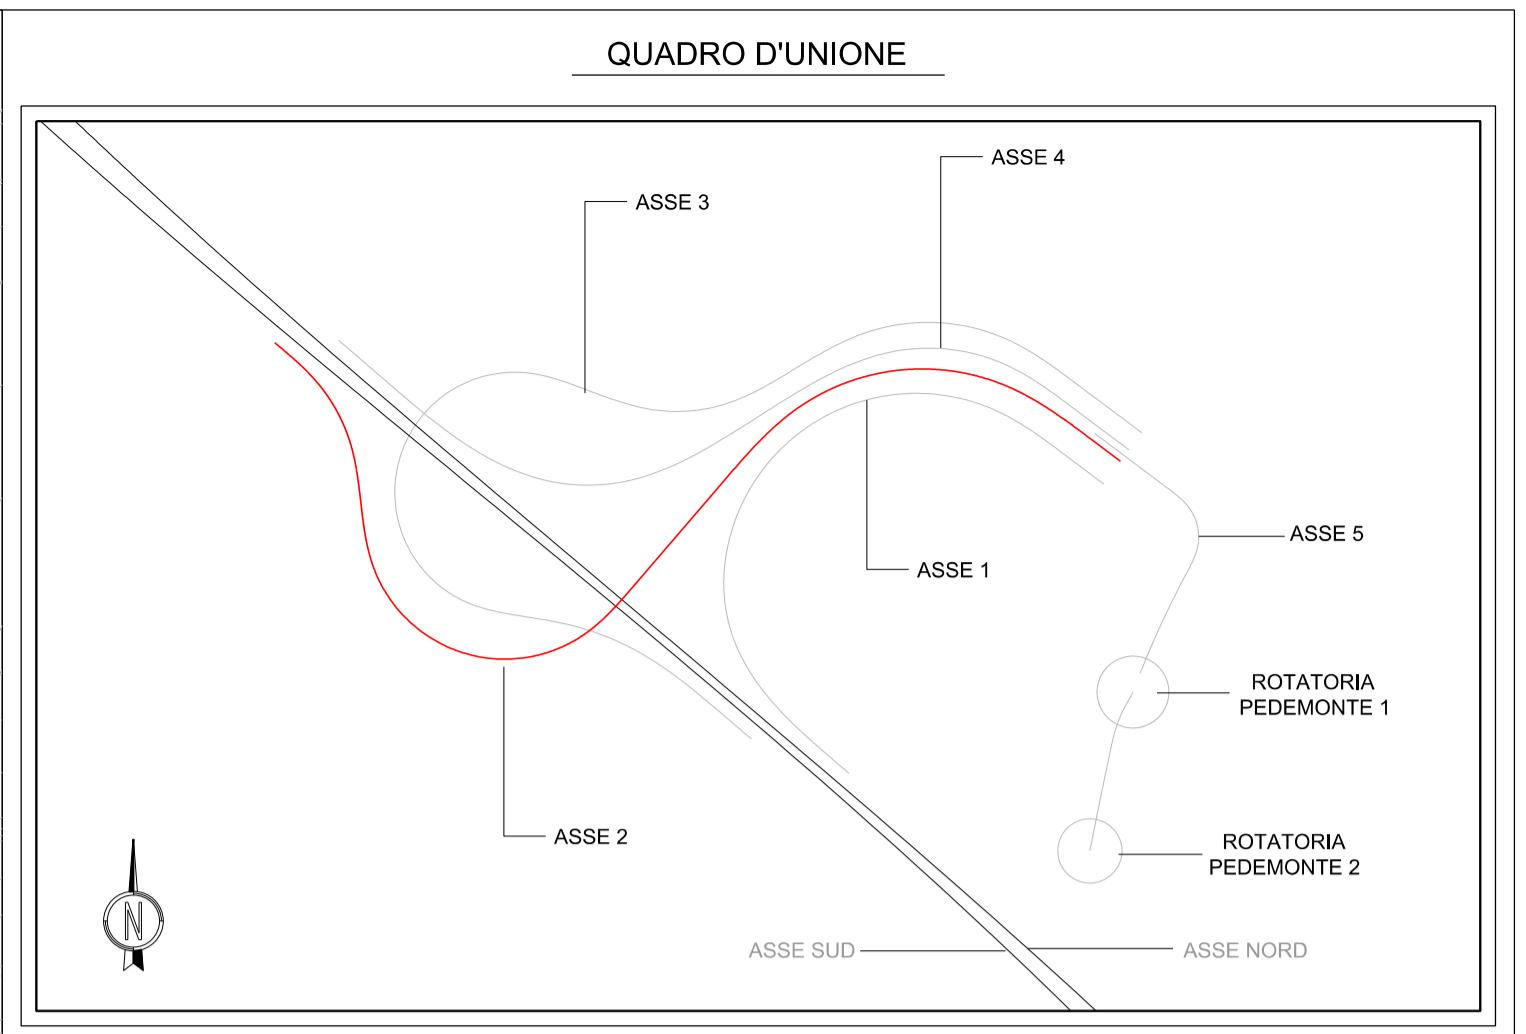 QUADRO D'UNIONE
ASSE 4
ASSE 3
ASSE 5
ASSE 1
ROTATORIA
PEDEMONTE 1
ASSE 2
ROTATORIA
PEDEMONTE 2
N
ASSE SUD
ASSE NORD